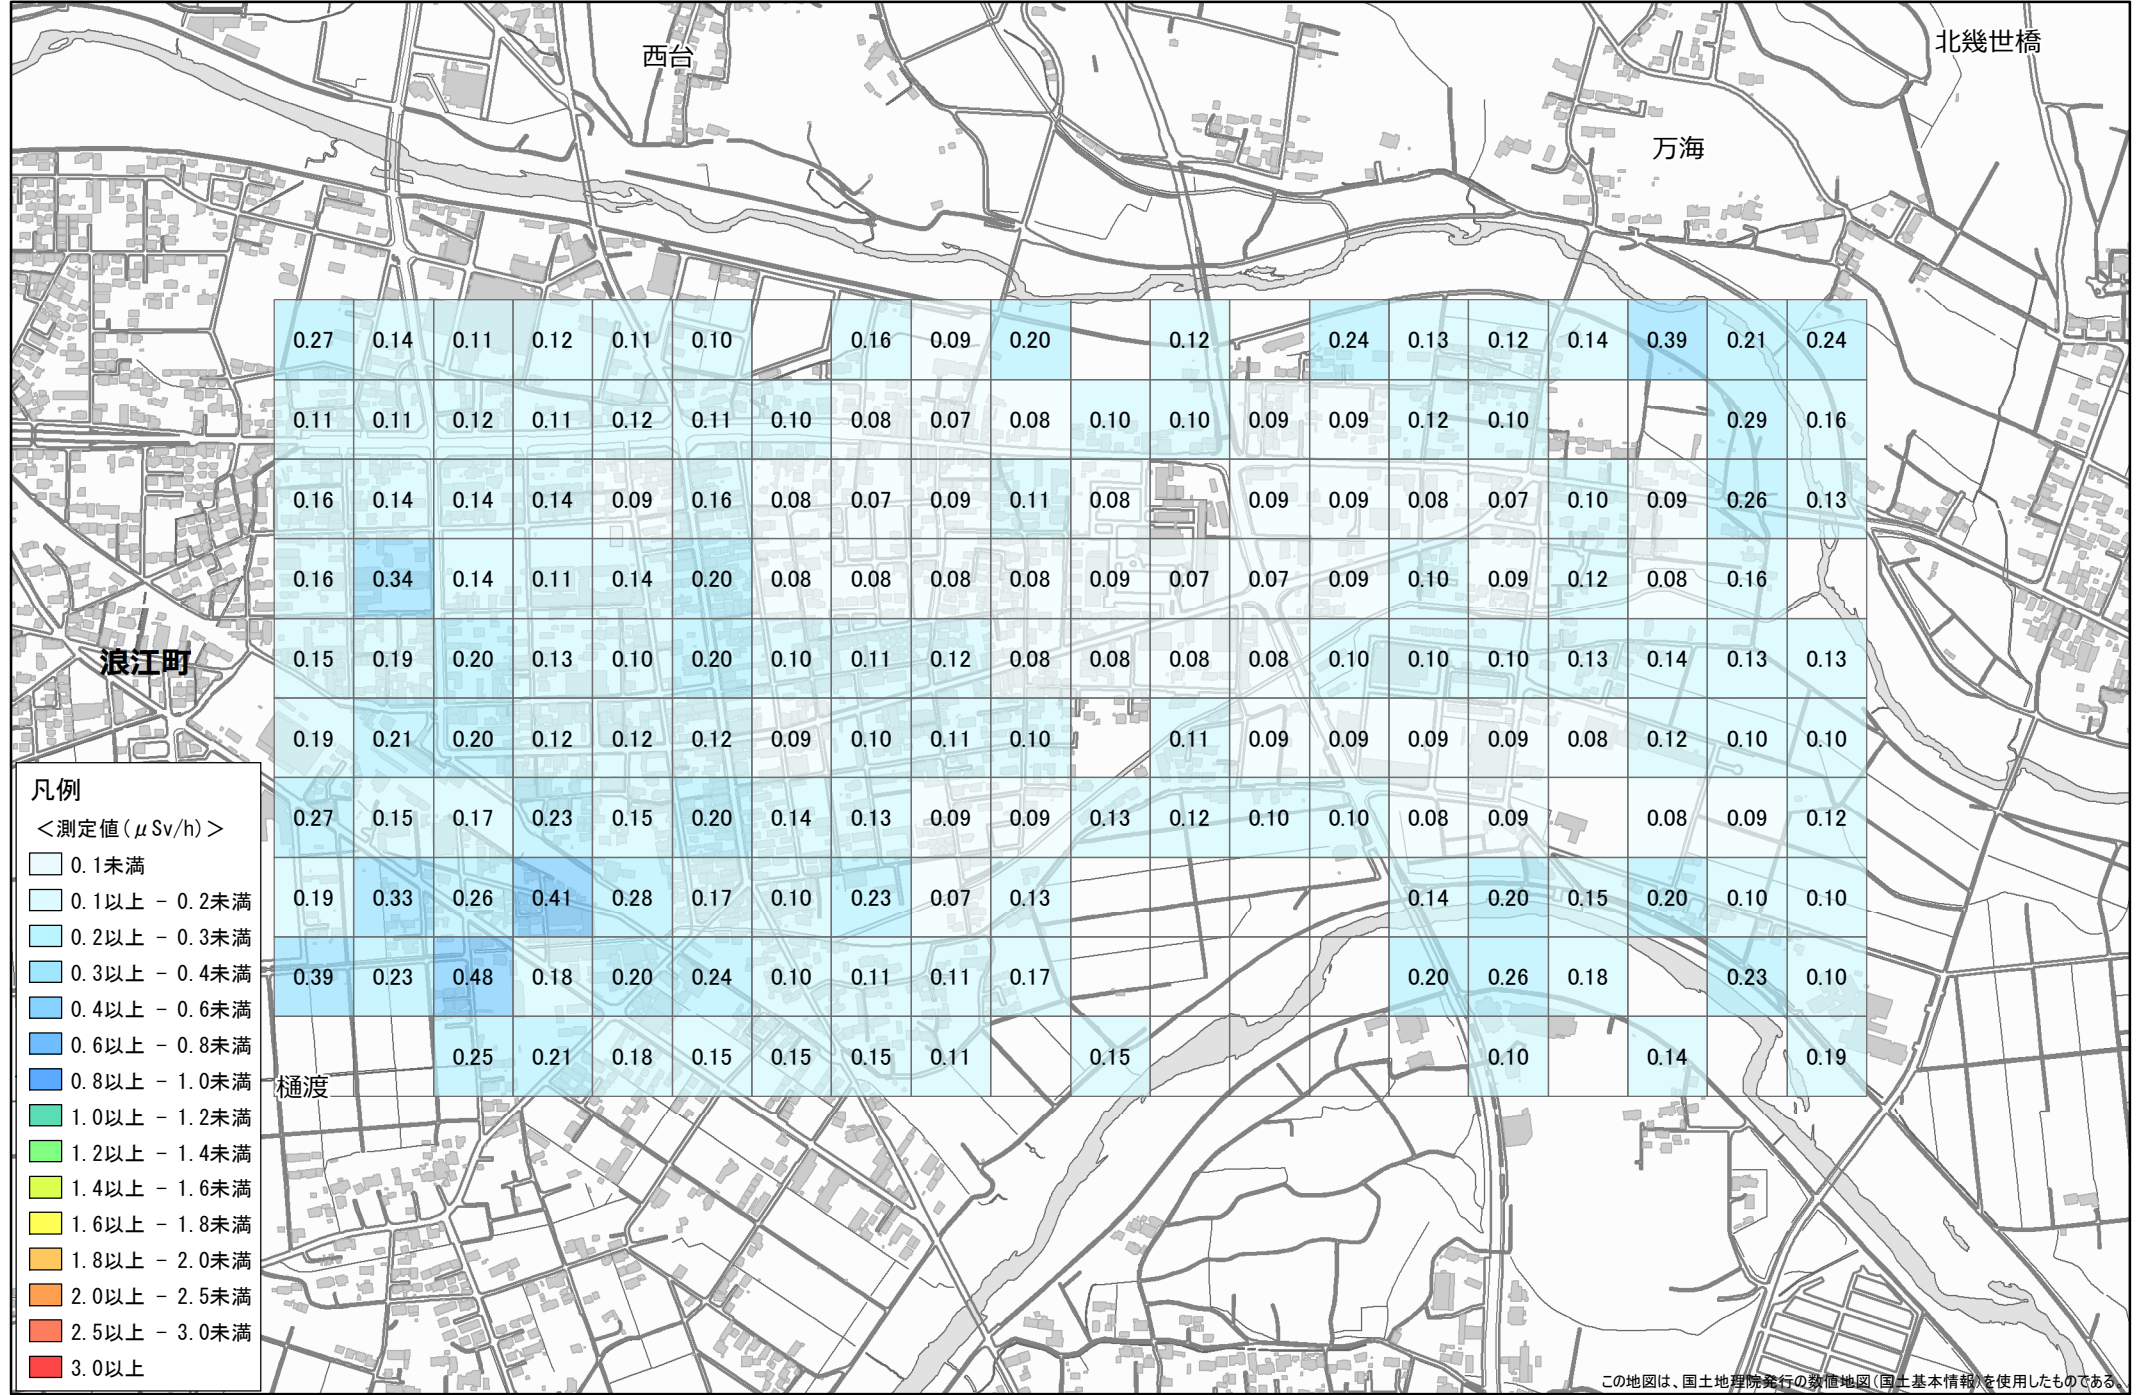 西台
北幾世橋
万海
0.27 0.14 0.11 0.12 0.11 0.10 0.16 0.09 0.20 0.12 0.24 0.13 0.12 0.14 0.39 0.21 0.24
0.11 0.11 0.12 0.11 0.12 0.11 0.10 0.08 0.07 0.08 0.10 0.10 0.09 0.09 0.12 0.10 0.29 0.16
0.16 0.14 0.14 0.14 0.09 0.16 0.08 0.07 0.09 0.11 0.08 0.09 0.09 0.08 0.07 0.10 0.09 0.26 0.13
0.16 0.34 0.14 0.11 0.14 0.20 0.08 0.08 0.08 0.08 0.09 0.07 0.07 0.09 0.10 0.09 0.12 0.08 0.16
0.15 0.19 0.20 0.13 0.10 0.20 0.10 0.11 0.12 0.08 0.08 0.08 0.08 0.10 0.10 0.10 0.13 0.14 0.13 0.13
浪江町
0.19 0.21 0.20 0.12 0.12 0.12 0.09 0.10 0.11 0.10 0.11 0.09 0.09 0.09 0.09 0.08 0.12 0.10 0.10
0.27 0.15 0.17 0.23 0.15 0.20 0.14 0.13 0.09 0.09 0.13 0.12 0.10 0.10 0.08 0.09 0.08 0.09 0.12
0.19 0.33 0.26 0.41 0.28 0.17 0.10 0.23 0.07 0.13 0.14 0.20 0.15 0.20 0.10 0.10
0.39 0.23 0.48 0.18 0.20 0.24 0.10 0.11 0.11 0.17 0.20 0.26 0.18 0.23 0.10
0.25 0.21 0.18 0.15 0.15 0.15 0.11 0.15 0.10 0.14 0.19
樋渡
凡例
＜測定値(μSv/h)＞
0.1未満
0.1以上 - 0.2未満
0.2以上 - 0.3未満
0.3以上 - 0.4未満
0.4以上 - 0.6未満
0.6以上 - 0.8未満
0.8以上 - 1.0未満
1.0以上 - 1.2未満
1.2以上 - 1.4未満
1.4以上 - 1.6未満
1.6以上 - 1.8未満
1.8以上 - 2.0未満
2.0以上 - 2.5未満
2.5以上 - 3.0未満
3.0以上
この地図は、国土地理院発行の数値地図(国土基本情報)を使用したものである。